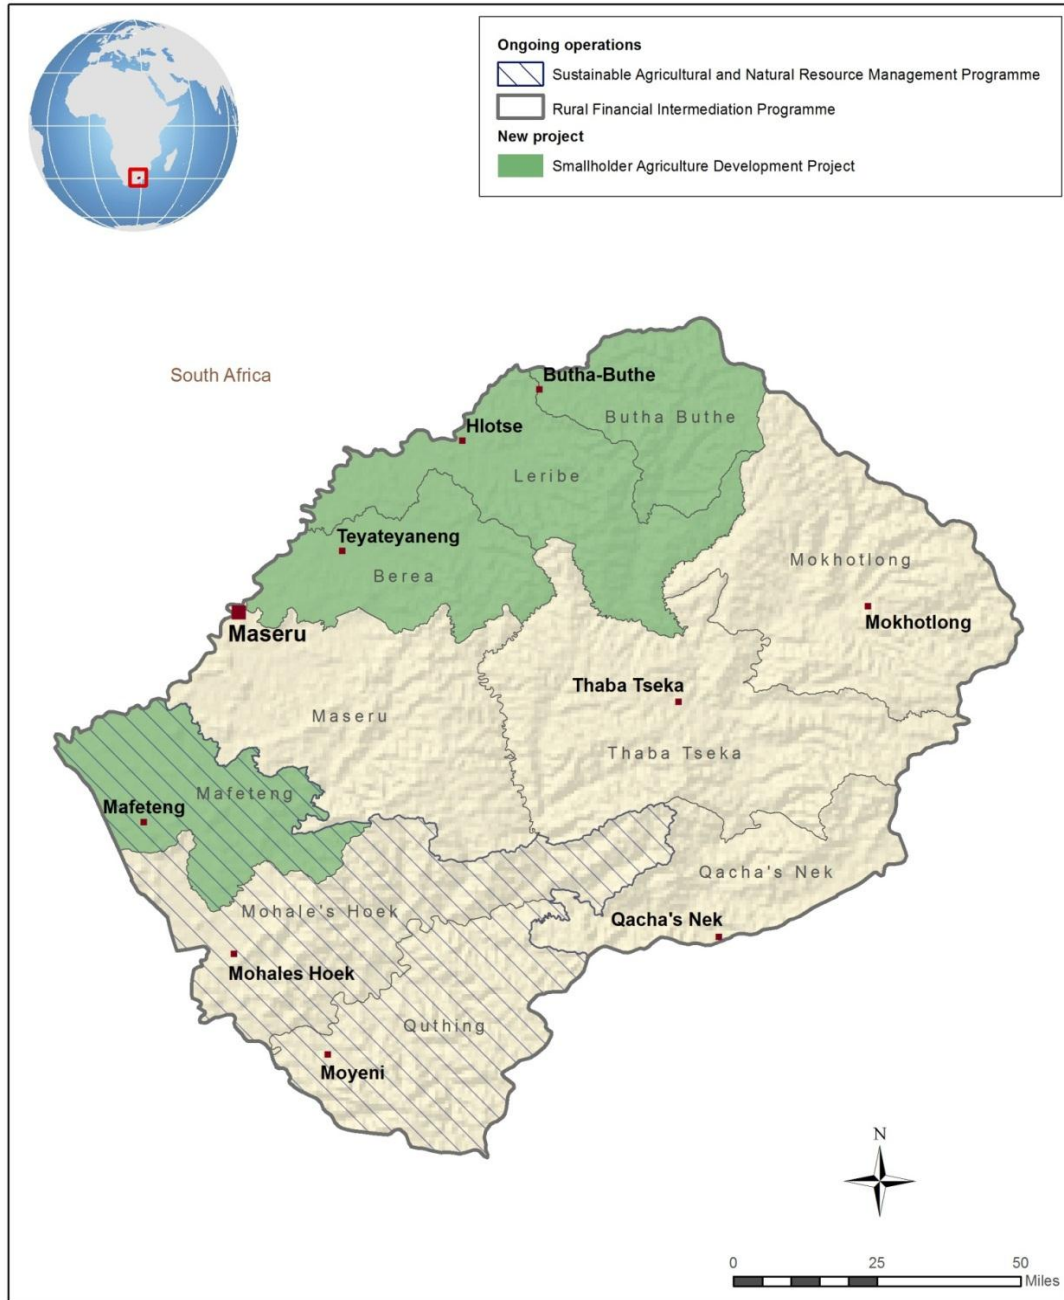 Ongoing operations
Sustainable Agricultural and Natural Resource Management Programme
Rural Financial Intermediation Programme
New project
Smallholder Agriculture Development Project
South Africa
Butha-Buthe
Butha Buthe
Hlotse
Leribe
Teyateyaneng
Berea
Mokhotlong
Mokhotlong
Maseru
Thaba Tseka
Maseru
Thaba Tseka
Mafeteng
Mafeteng
Qacha's Nek
Mohale's Hoek
Qacha's Nek
Mohales Hoek
Quthing
Moyeni
N
0 25 50
Miles